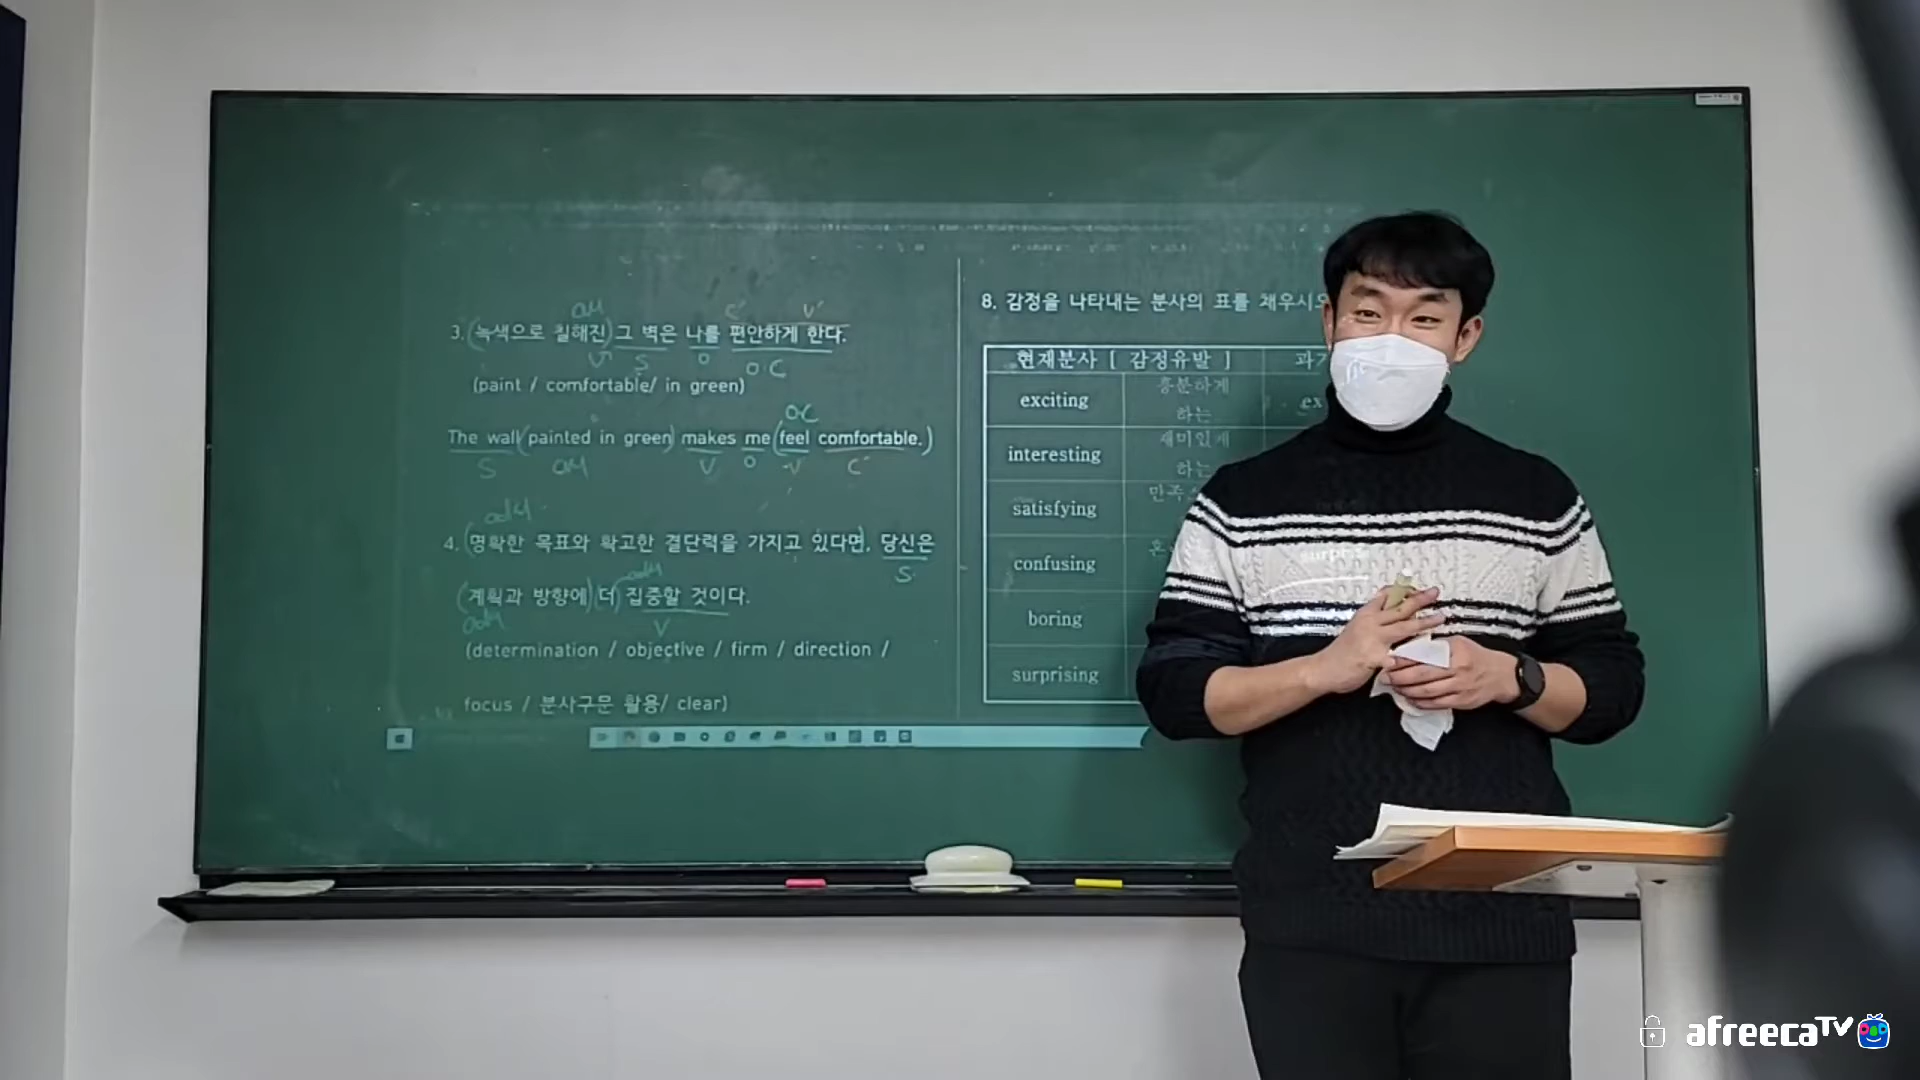 3. (녹색으로 칠해진) 그 벽은 나를 편안하게 한다.
S O O.C
(paint / comfortable/ in green)
OC
The wall (painted in green) makes me (feel comfortable.)
S V O V' C'
4. (명확한 목표와 확고한 결단력을 가지고 있다면), 당신은
S
(계획과 방향에) (더) 집중할 것이다.
V
(determination / objective / firm / direction /
focus / 분사구문 활용/ clear)
8. 감정을 나타내는 분사의 표를 채우시오
현재분사 [ 감정유발 ]
exciting 흥분하게 하는 ex
interesting 재미있게 하는
satisfying 만족
confusing
boring
surprising
afreecaTV